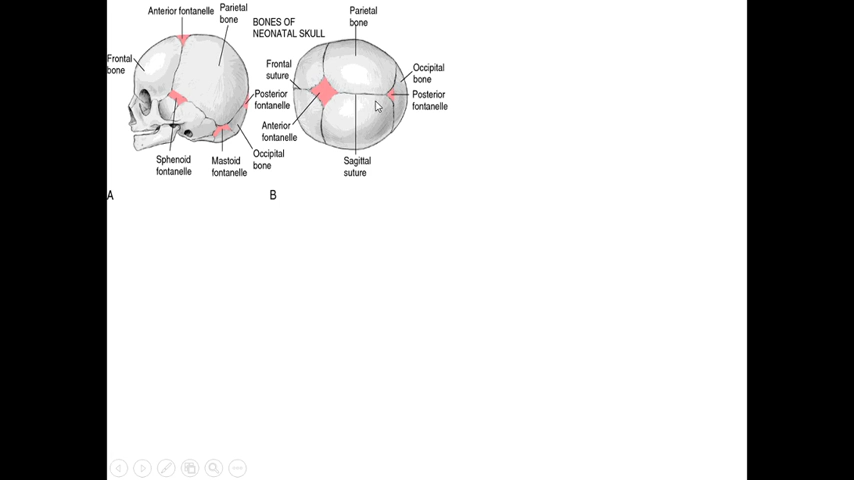 Anterior fontanelle
Parietal
bone
BONES OF
NEONATAL SKULL
Frontal
bone
Posterior
fontanelle
Sphenoid
fontanelle
Mastoid
fontanelle
Occipital
bone
A
Parietal
bone
Frontal
suture
Occipital
bone
Posterior
fontanelle
Anterior
fontanelle
Sagittal
suture
B